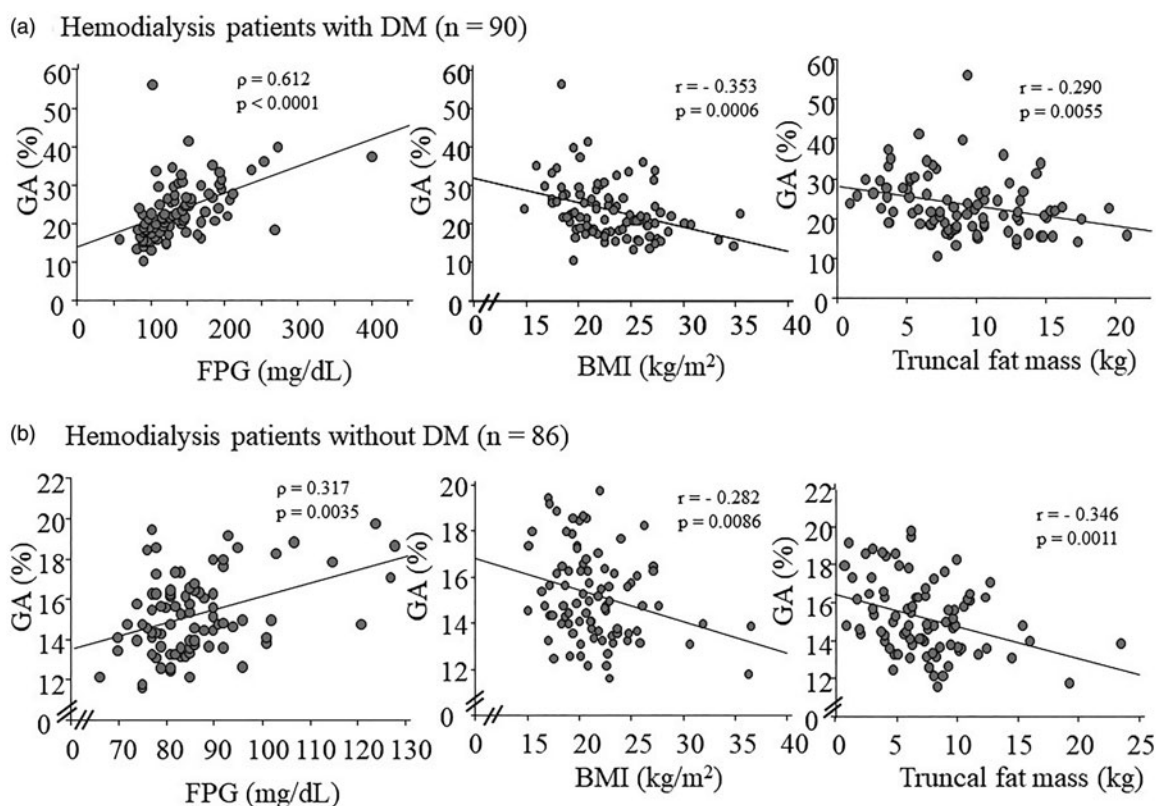 (a) Hemodialysis patients with DM (n = 90)
60
50
40
30
20
10
0
GA (%)
ρ = 0.612
p < 0.0001
0 100 200 300 400
FPG (mg/dL)
60
50
40
30
20
10
0
GA (%)
r = - 0.353
p = 0.0006
0 15 20 25 30 35 40
BMI (kg/m²)
60
50
40
30
20
10
0
GA (%)
r = - 0.290
p = 0.0055
0 5 10 15 20
Truncal fat mass (kg)
(b) Hemodialysis patients without DM (n = 86)
22
20
18
16
14
12
0
GA (%)
ρ = 0.317
p = 0.0035
0 70 80 90 100 110 120 130
FPG (mg/dL)
20
18
16
14
12
0
GA (%)
r = - 0.282
p = 0.0086
0 15 20 25 30 35 40
BMI (kg/m²)
22
20
18
16
14
12
0
GA (%)
r = - 0.346
p = 0.0011
0 5 10 15 20 25
Truncal fat mass (kg)